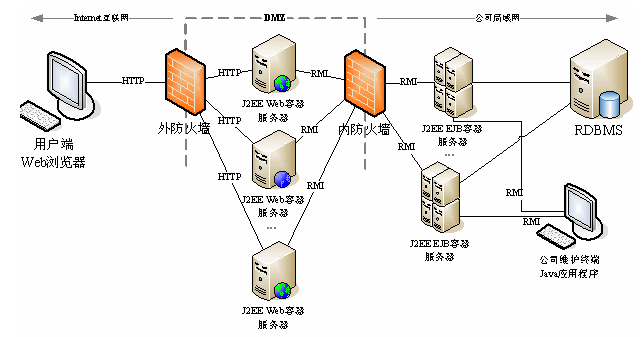 Internet互联网
DMZ
公司局域网
HTTP
HTTP
RMI
RMI
J2EE Web容器
服务器
J2EE EJB容器
服务器
...
RDBMS
外防火墙
内防火墙
用户端
Web浏览器
HTTP
RMI
RMI
HTTP
RMI
J2EE Web容器
服务器
...
RMI
RMI
J2EE EJB容器
服务器
公司维护终端
Java应用程序
J2EE Web容器
服务器